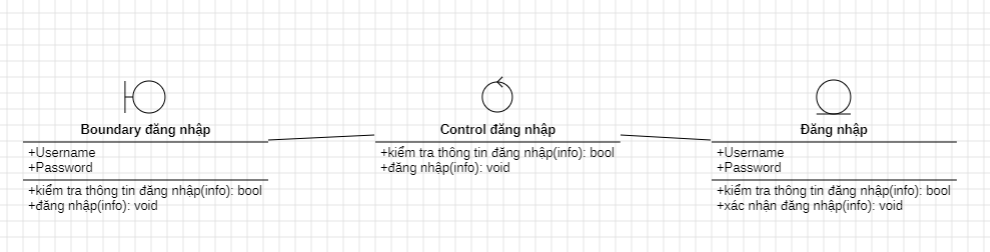 Boundary đăng nhập
+Username
+Password
+kiểm tra thông tin đăng nhập(info): bool
+đăng nhập(info): void
Control đăng nhập
+kiểm tra thông tin đăng nhập(info): bool
+đăng nhập(info): void
Đăng nhập
+Username
+Password
+kiểm tra thông tin đăng nhập(info): bool
+xác nhận đăng nhập(info): void